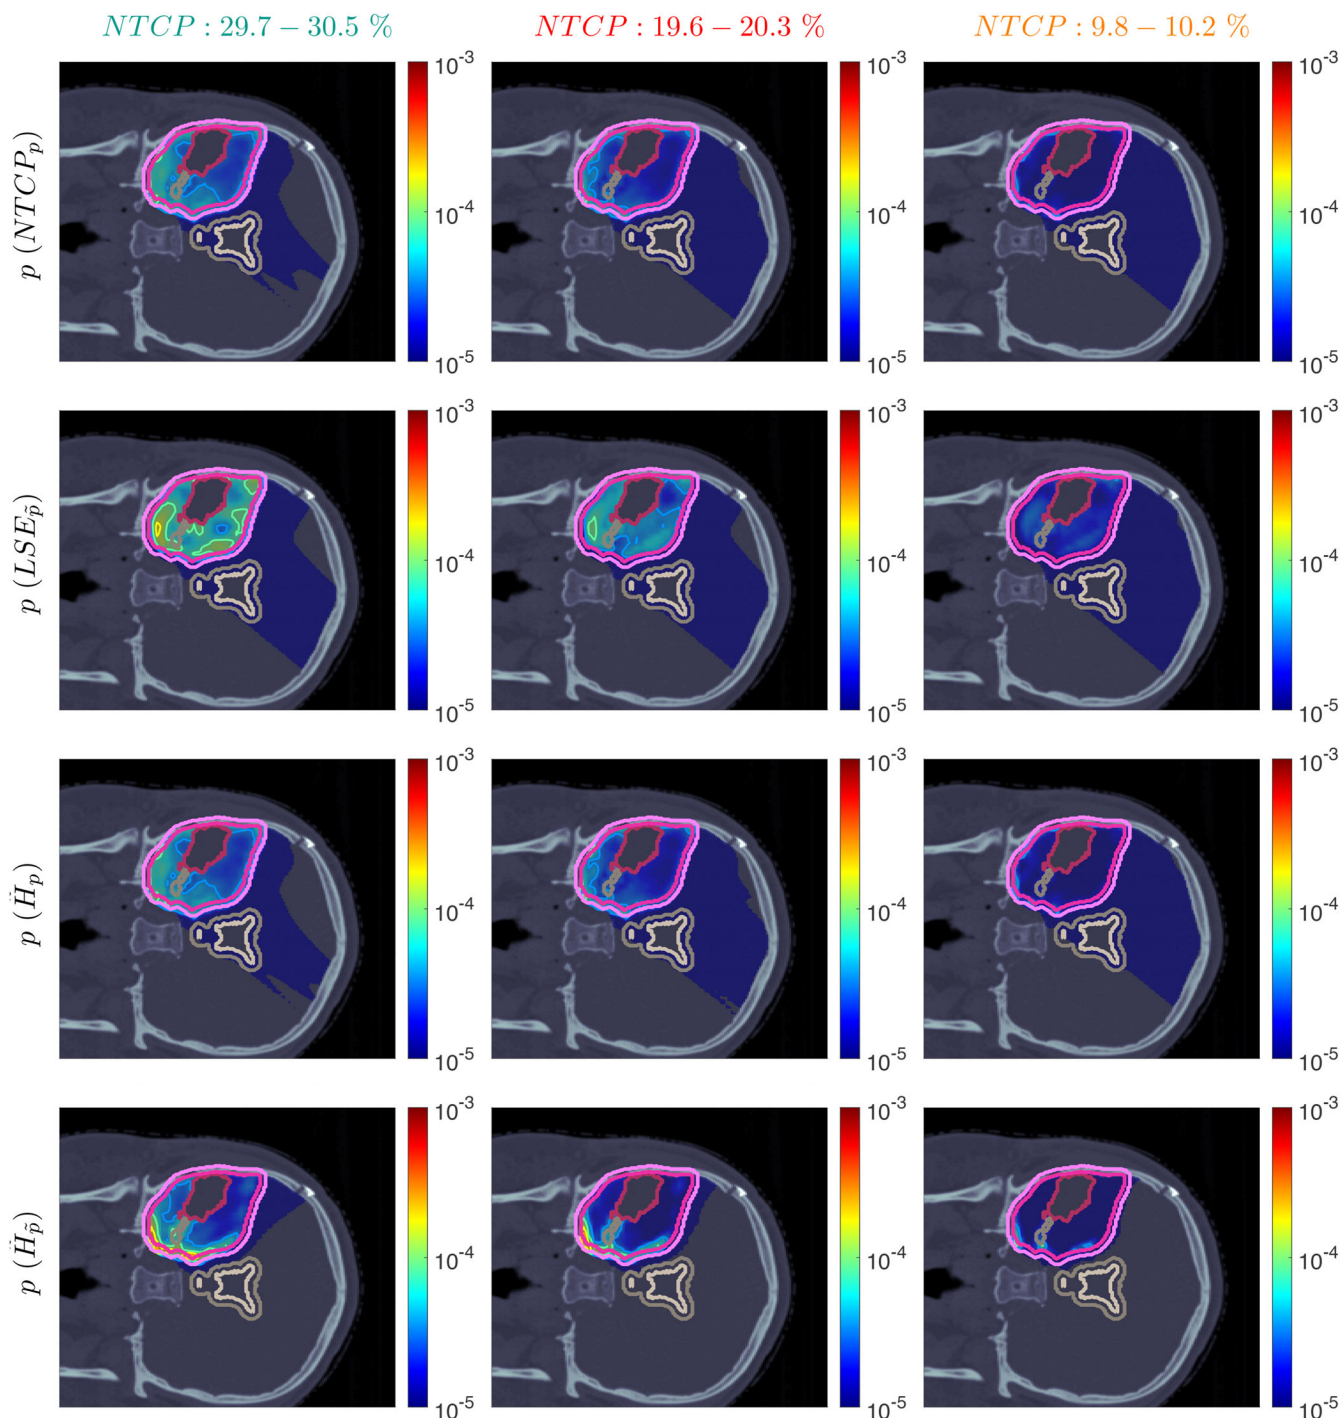 NTCP : 29.7 – 30.5 % NTCP : 19.6 – 20.3 % NTCP : 9.8 – 10.2 %
p (NTCPₚ)
10⁻³ 10⁻³ 10⁻³
10⁻⁴ 10⁻⁴ 10⁻⁴
10⁻⁵ 10⁻⁵ 10⁻⁵
p (LSE_p̃)
10⁻³ 10⁻³ 10⁻³
10⁻⁴ 10⁻⁴ 10⁻⁴
10⁻⁵ 10⁻⁵ 10⁻⁵
p (Ḧₚ)
10⁻³ 10⁻³ 10⁻³
10⁻⁴ 10⁻⁴ 10⁻⁴
10⁻⁵ 10⁻⁵ 10⁻⁵
p (Ḧ_p̃)
10⁻³ 10⁻³ 10⁻³
10⁻⁴ 10⁻⁴ 10⁻⁴
10⁻⁵ 10⁻⁵ 10⁻⁵